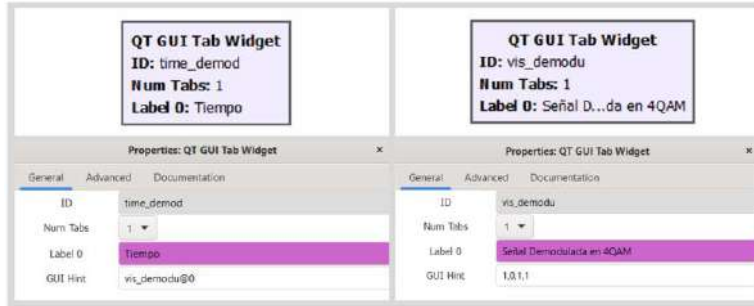 QT GUI Tab Widget
ID: time_demod
Num Tabs: 1
Label 0: Tiempo
Properties: QT GUI Tab Widget
×
General Advanced Documentation
ID time_demod
Num Tabs 1
Label 0 Tiempo
GUI Hint vis_demodu@0
QT GUI Tab Widget
ID: vis_demodu
Num Tabs: 1
Label 0: Señal D...da en 4QAM
Properties: QT GUI Tab Widget
×
General Advanced Documentation
ID vis_demodu
Num Tabs 1
Label 0 Señal Demodulada en 4QAM
GUI Hint 1,0,1,1